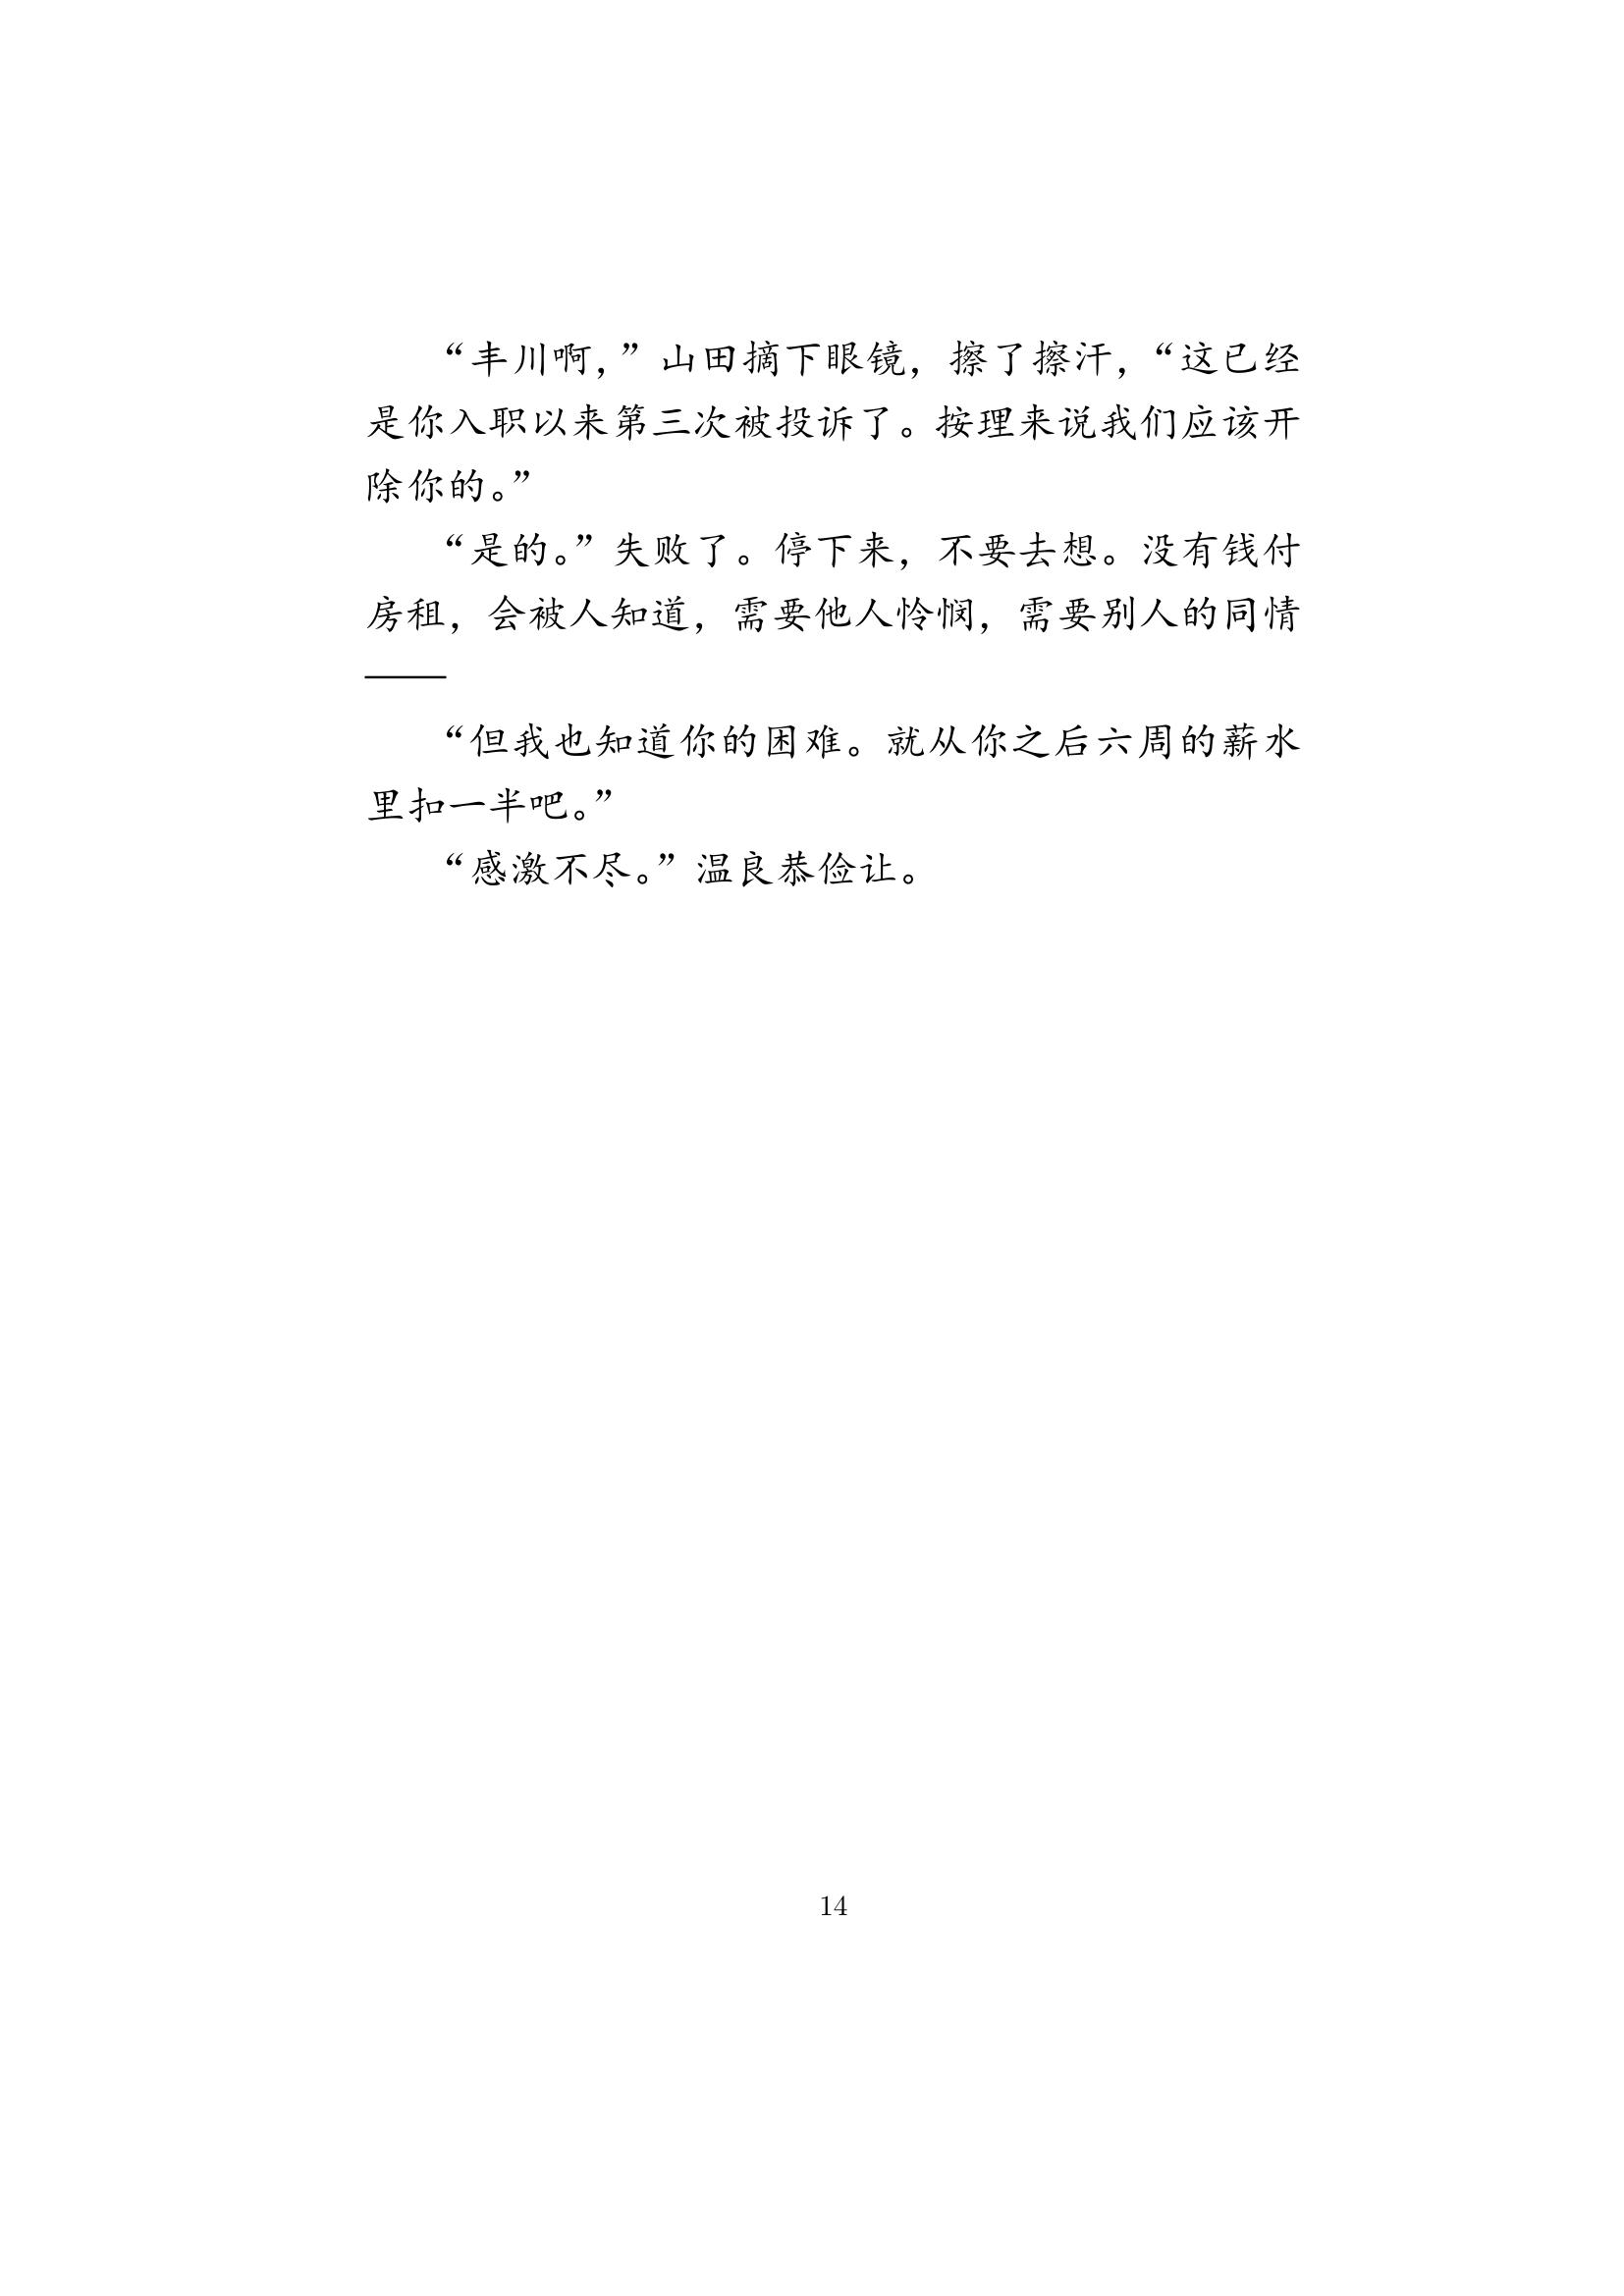 “丰川啊，”山田摘下眼镜，擦了擦汗，“这已经
是你入职以来第三次被投诉了。按理来说我们应该开
除你的。”
“是的。”失败了。停下来，不要去想。没有钱付
房租，会被人知道，需要他人怜悯，需要别人的同情
——
“但我也知道你的困难。就从你之后六周的薪水
里扣一半吧。”
“感激不尽。”温良恭俭让。
14